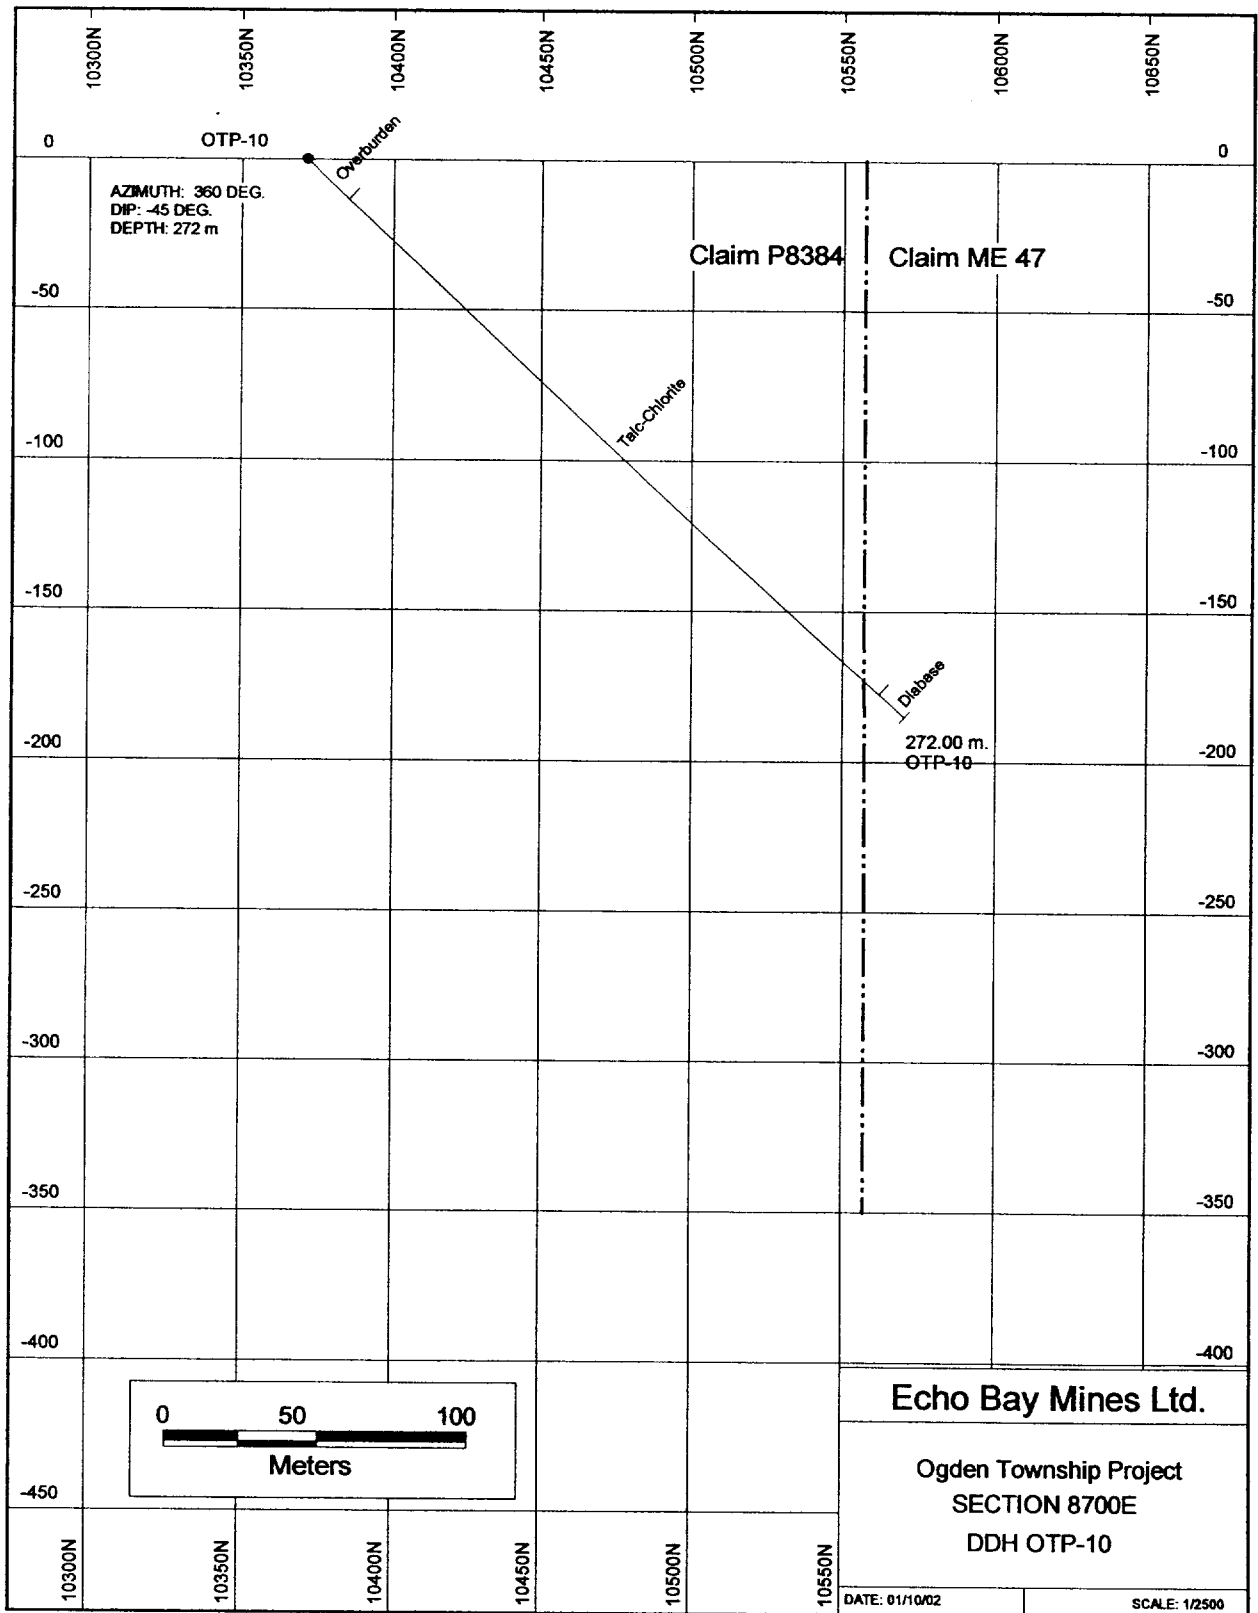 10300N
10350N
10400N
10450N
10500N
10550N
10600N
10650N
0
OTP-10
Overburden
0
AZIMUTH: 360 DEG.
DIP: -45 DEG.
DEPTH: 272 m
Claim P8384
Claim ME 47
-50
-50
Talc-Chlorite
-100
-100
-150
-150
Diabase
272.00 m.
OTP-10
-200
-200
-250
-250
-300
-300
-350
-350
-400
-400
0 50 100
Meters
-450
Echo Bay Mines Ltd.
Ogden Township Project
SECTION 8700E
DDH OTP-10
10300N
10350N
10400N
10450N
10500N
10550N
DATE: 01/10/02
SCALE: 1/2500